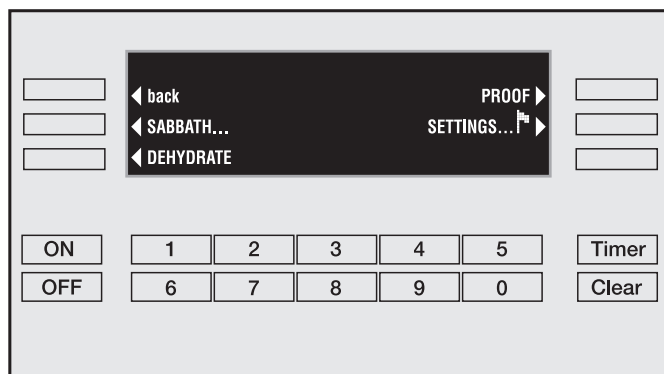 back PROOF
SABBATH... SETTINGS...
DEHYDRATE
ON 1 2 3 4 5 Timer
OFF 6 7 8 9 0 Clear